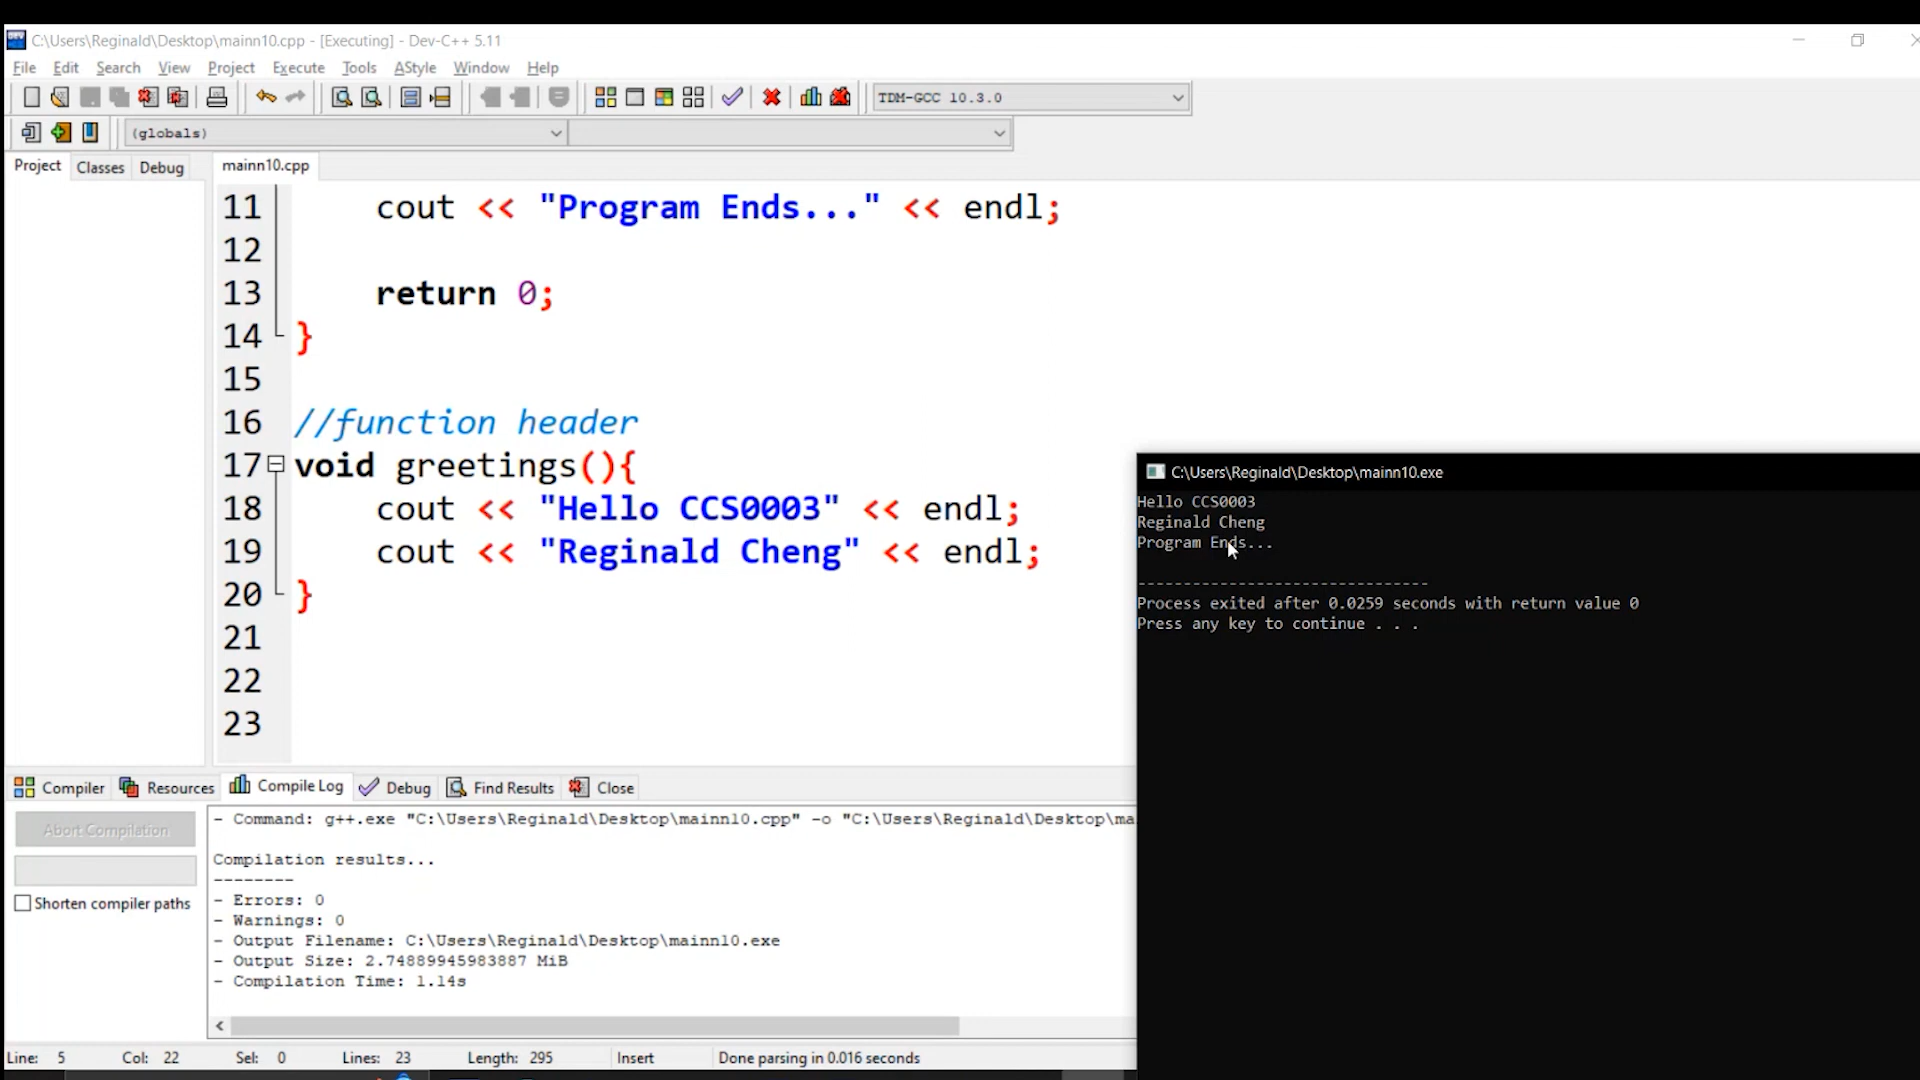 C:\Users\Reginald\Desktop\mainn10.cpp - [Executing] - Dev-C++ 5.11
File Edit Search View Project Execute Tools AStyle Window Help
TDM-GCC 10.3.0
(globals)
Project Classes Debug mainn10.cpp
11 cout << "Program Ends..." << endl;
12
13 return 0;
14 }
15
16 //function header
17 void greetings(){
18 cout << "Hello CCS0003" << endl;
19 cout << "Reginald Cheng" << endl;
20 }
21
22
23
C:\Users\Reginald\Desktop\mainn10.exe
Hello CCS0003
Reginald Cheng
Program Ends...
--------------------------------
Process exited after 0.0259 seconds with return value 0
Press any key to continue . . .
Compiler Resources Compile Log Debug Find Results Close
Abort Compilation
Shorten compiler paths
- Command: g++.exe "C:\Users\Reginald\Desktop\mainn10.cpp" -o "C:\Users\Reginald\Desktop\ma
Compilation results...
--------
- Errors: 0
- Warnings: 0
- Output Filename: C:\Users\Reginald\Desktop\mainn10.exe
- Output Size: 2.74889945983887 MiB
- Compilation Time: 1.14s
Line: 5 Col: 22 Sel: 0 Lines: 23 Length: 295 Insert Done parsing in 0.016 seconds